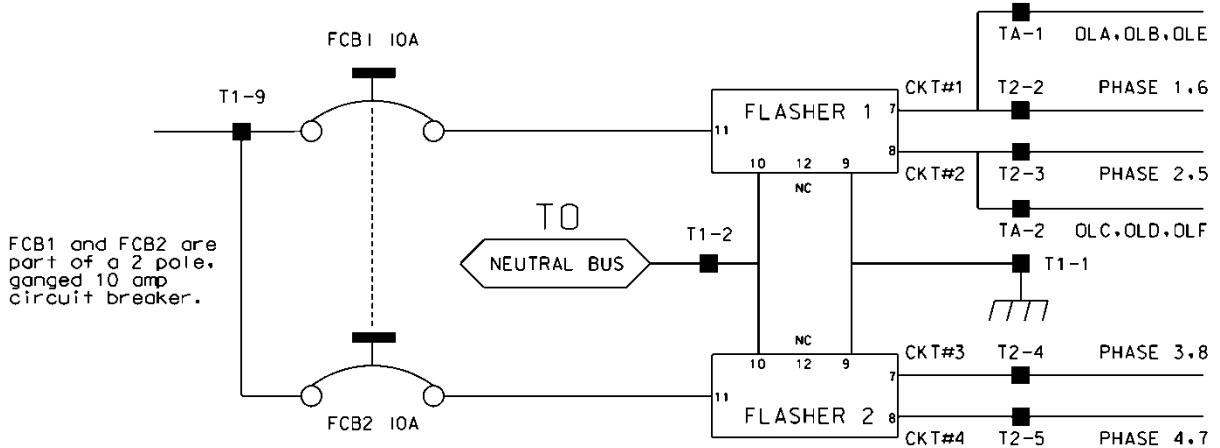 FCB1 10A
T1-9
TA-1 OLA,OLB,OLE
CKT#1 T2-2 PHASE 1,6
FLASHER 1
7
11
8
10 12 9
NC
CKT#2 T2-3 PHASE 2,5
TA-2 OLC,OLD,OLF
TO
NEUTRAL BUS
T1-2
T1-1
FCB1 and FCB2 are
part of a 2 pole,
ganged 10 amp
circuit breaker.
NC
10 12 9
CKT#3 T2-4 PHASE 3,8
7
11
FLASHER 2
8
FCB2 10A
CKT#4 T2-5 PHASE 4,7